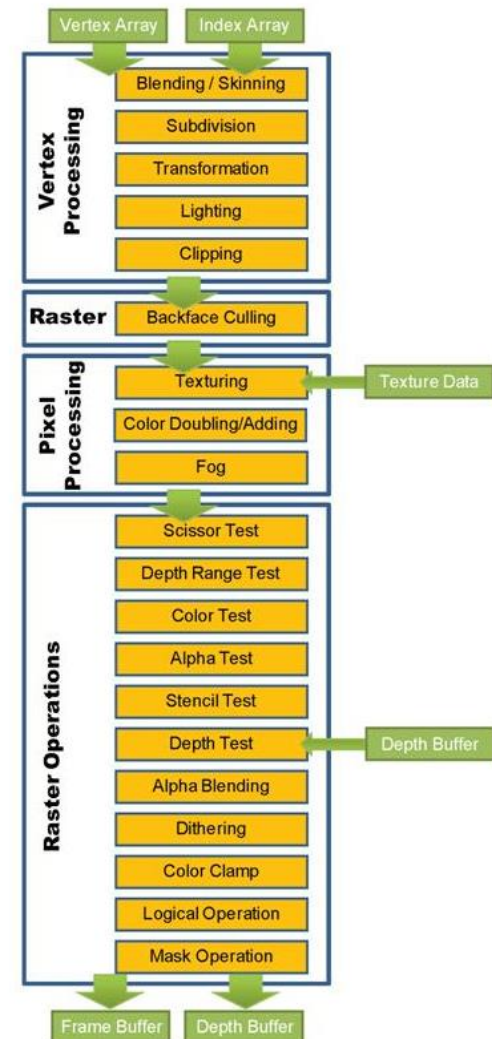 Vertex Array
Index Array
Vertex
Processing
Blending / Skinning
Subdivision
Transformation
Lighting
Clipping
Raster
Backface Culling
Pixel
Processing
Texturing
Texture Data
Color Doubling/Adding
Fog
Raster Operations
Scissor Test
Depth Range Test
Color Test
Alpha Test
Stencil Test
Depth Test
Depth Buffer
Alpha Blending
Dithering
Color Clamp
Logical Operation
Mask Operation
Frame Buffer
Depth Buffer